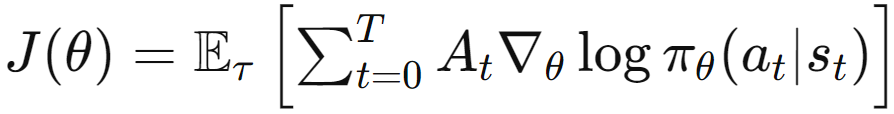 J(θ) = 𝔼_τ [∑_{t=0}^{T} A_t ∇_θ log π_θ(a_t|s_t)]